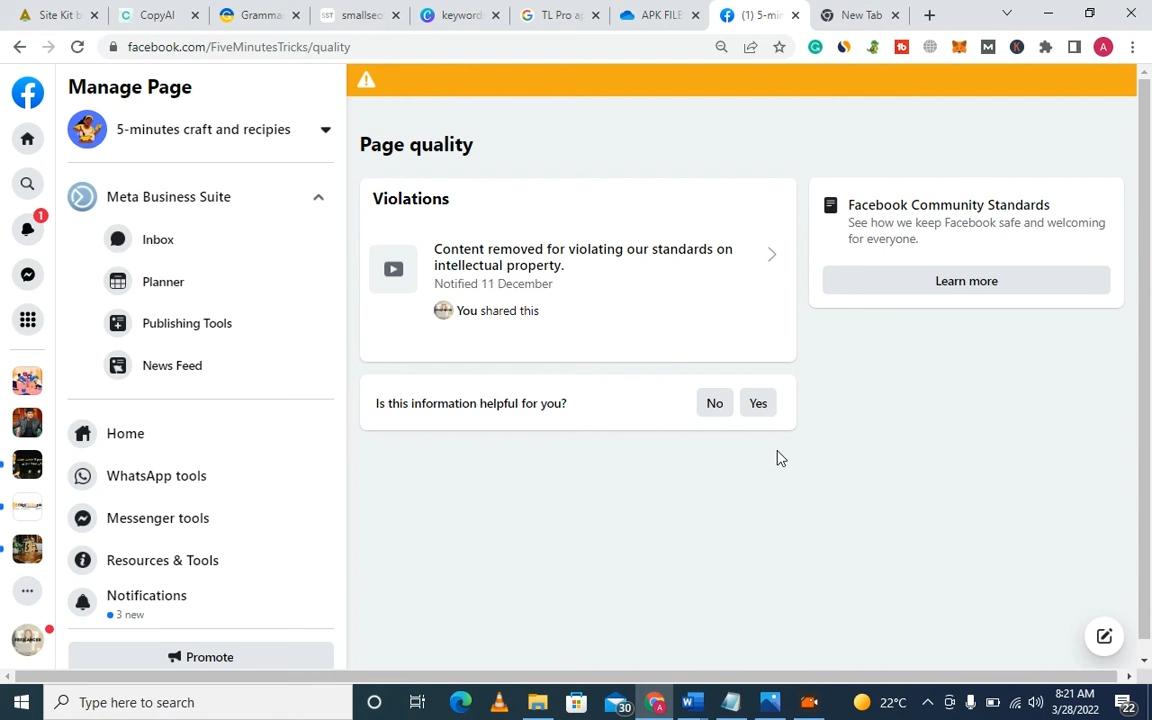 Site Kit b
CopyAI
Gramma
SST
smallseo
keyword
TL Pro ap
APK FILE
(1) 5-min
New Tab
facebook.com/FiveMinutesTricks/quality
A
Manage Page
5-minutes craft and recipies
Meta Business Suite
1
Inbox
Planner
Publishing Tools
News Feed
Home
WhatsApp tools
Messenger tools
Resources & Tools
Notifications
3 new
Promote
Page quality
Violations
Content removed for violating our standards on
intellectual property.
Notified 11 December
You shared this
Is this information helpful for you?
No
Yes
Facebook Community Standards
See how we keep Facebook safe and welcoming
for everyone.
Learn more
Type here to search
30
22°C
8:21 AM
3/28/2022
22